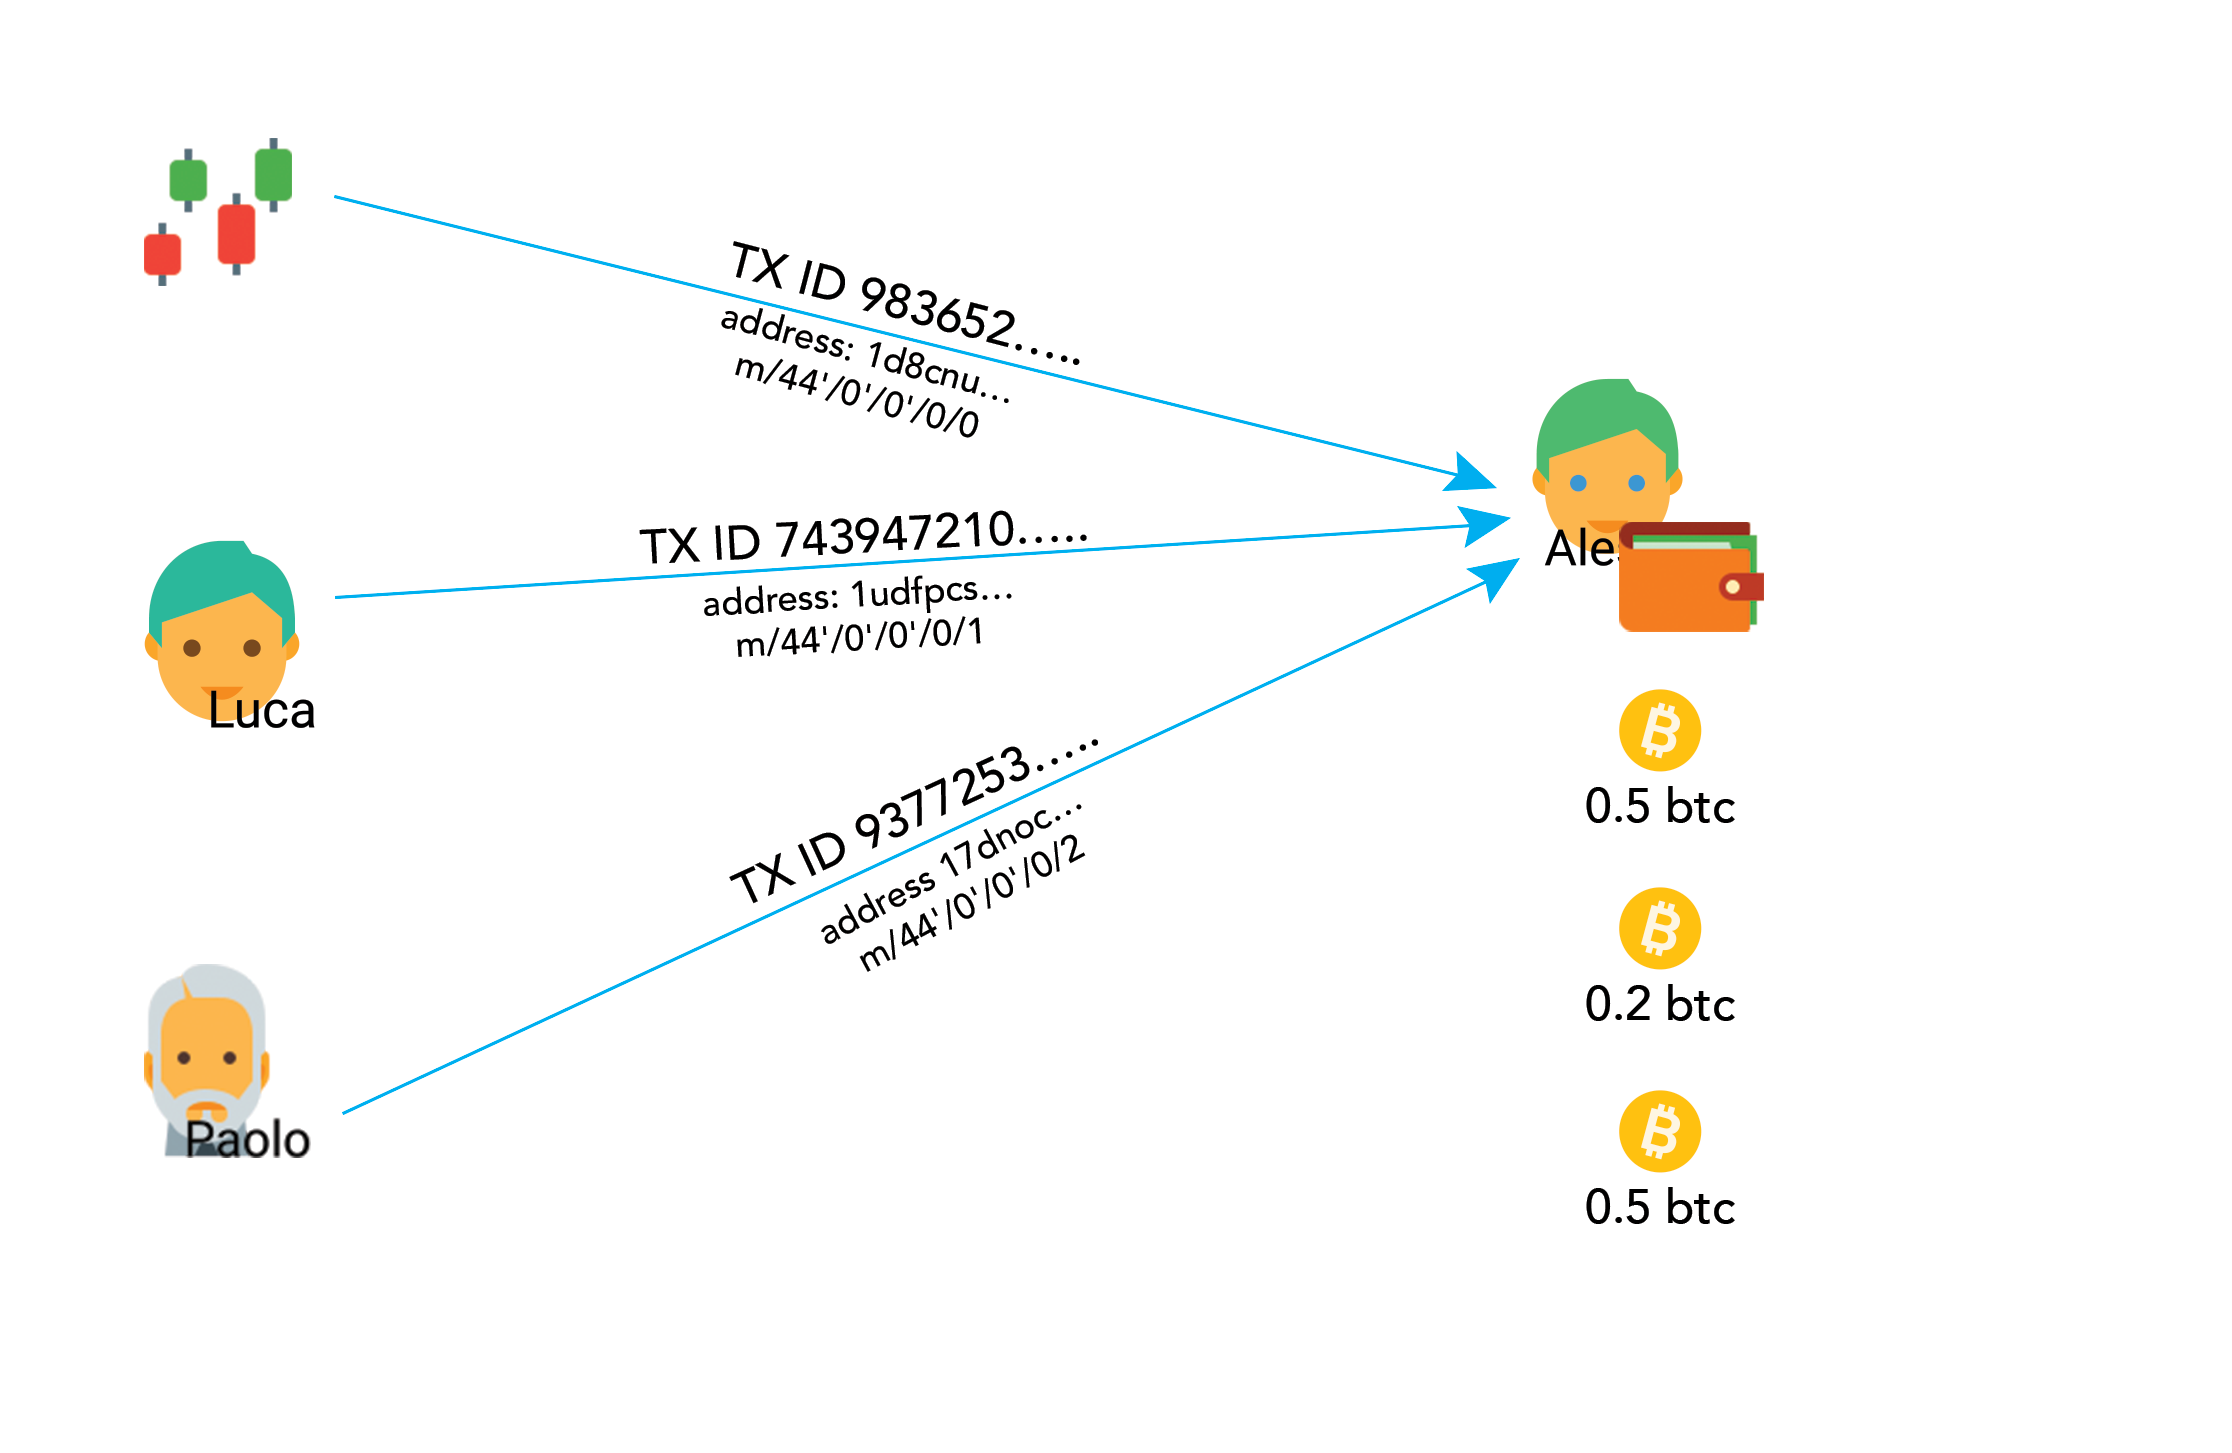 TX ID 983652.....
address: 1d8cnu...
m/44'/0'/0'/0/0
TX ID 743947210.....
address: 1udfpcs...
m/44'/0'/0'/0/1
Luca
TX ID 9377253.....
address 17dnoc...
m/44'/0'/0'/0/2
Paolo
0.5 btc
0.2 btc
0.5 btc